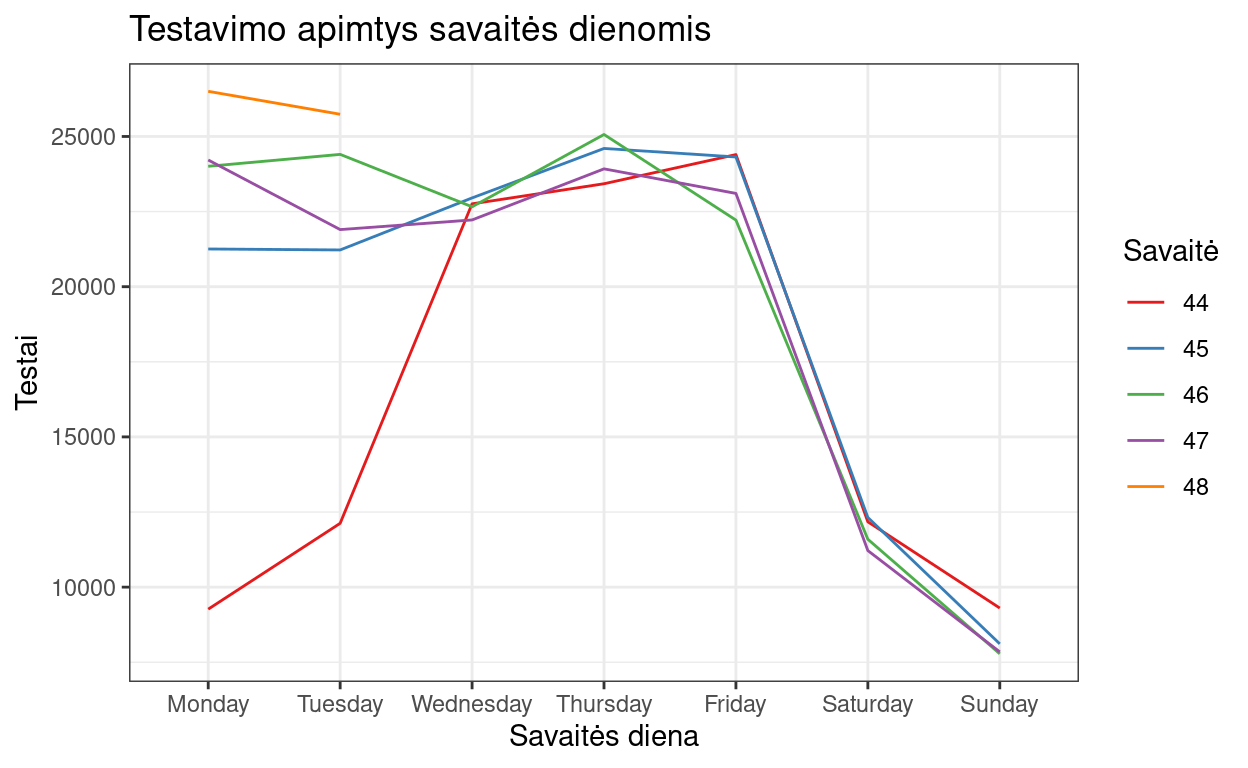 Testavimo apimtys savaitės dienomis
Testai
25000
20000
15000
10000
Monday Tuesday Wednesday Thursday Friday Saturday Sunday
Savaitės diena
Savaitė
44
45
46
47
48